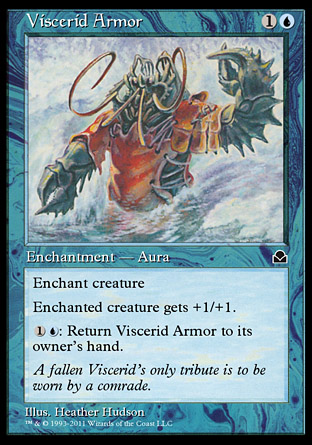 Viscerid Armor 1
Enchantment — Aura
Enchant creature
Enchanted creature gets +1/+1.
1: Return Viscerid Armor to its
owner's hand.
A fallen Viscerid's only tribute is to be
worn by a comrade.
Illus. Heather Hudson
™ & © 1993-2011 Wizards of the Coast LLC